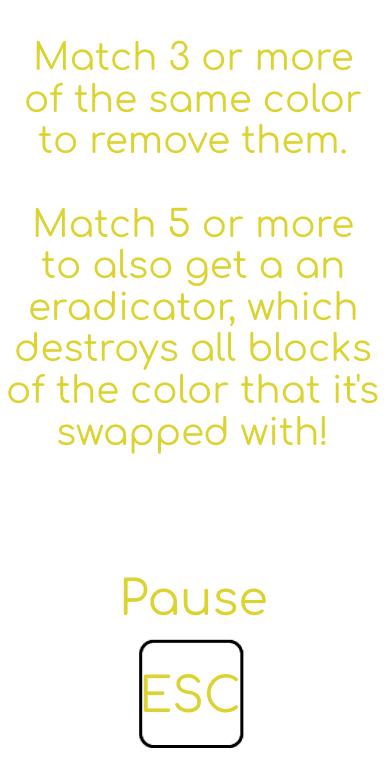 Match 3 or more
of the same color
to remove them.
Match 5 or more
to also get a an
eradicator, which
destroys all blocks
of the color that it's
swapped with!
Pause
ESC